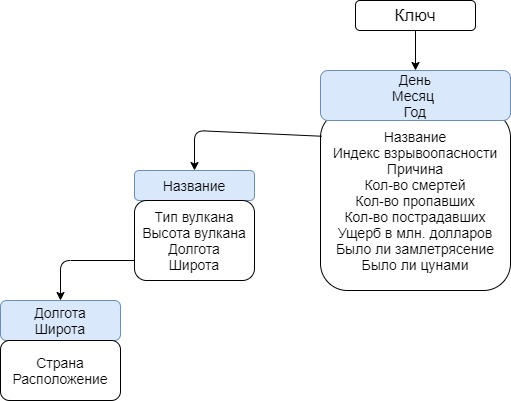 Ключ
День
Месяц
Год
Название
Индекс взрывоопасности
Причина
Кол-во смертей
Кол-во пропавших
Кол-во пострадавших
Ущерб в млн. долларов
Было ли замлетрясение
Было ли цунами
Название
Тип вулкана
Высота вулкана
Долгота
Широта
Долгота
Широта
Страна
Расположение